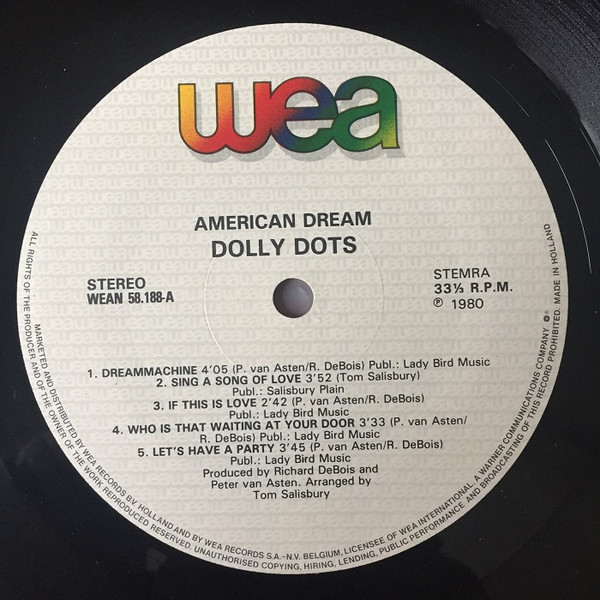 wea
AMERICAN DREAM
DOLLY DOTS
STEREO
WEAN 58.188-A
STEMRA
33⅓ R.P.M.
℗ 1980
1. DREAMMACHINE 4'05 (P. van Asten/R. DeBois) Publ.: Lady Bird Music
2. SING A SONG OF LOVE 3'52 (Tom Salisbury)
Publ.: Salisbury Plain
3. IF THIS IS LOVE 2'42 (P. van Asten/R. DeBois)
Publ.: Lady Bird Music
4. WHO IS THAT WAITING AT YOUR DOOR 3'33 (P. van Asten/
R. DeBois) Publ.: Lady Bird Music
5. LET'S HAVE A PARTY 3'45 (P. van Asten/R. DeBois)
Publ.: Lady Bird Music
Produced by Richard DeBois and
Peter van Asten. Arranged by
Tom Salisbury
MARKETED AND DISTRIBUTED BY WEA RECORDS B.V. HOLLAND AND BY WEA RECORDS S.A.-N.V. BELGIUM, LICENSEE OF WEA INTERNATIONAL, A WARNER COMMUNICATIONS COMPANY
ALL RIGHTS OF THE PRODUCER AND OF THE OWNER OF THE WORK REPRODUCED RESERVED. UNAUTHORISED COPYING, HIRING, LENDING, PUBLIC PERFORMANCE AND BROADCASTING OF THIS RECORD PROHIBITED. MADE IN HOLLAND